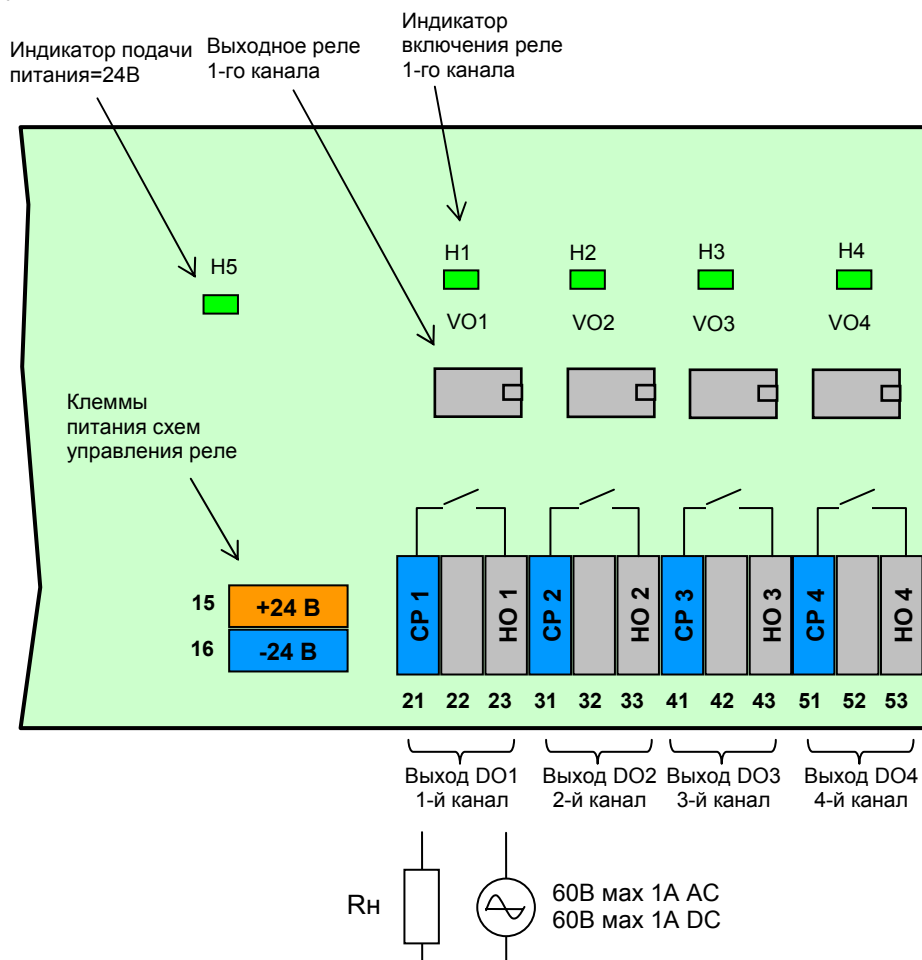 Индикатор подачи
питания=24В
Выходное реле
1-го канала
Индикатор
включения реле
1-го канала
H5
H1
H2
H3
H4
VO1
VO2
VO3
VO4
Клеммы
питания схем
управления реле
15
+24 В
16
-24 В
СР 1
НО 1
СР 2
НО 2
СР 3
НО 3
СР 4
НО 4
21 22 23 31 32 33 41 42 43 51 52 53
Выход DO1
1-й канал
Выход DO2
2-й канал
Выход DO3
3-й канал
Выход DO4
4-й канал
Rн
60В мах 1А AC
60В мах 1А DC